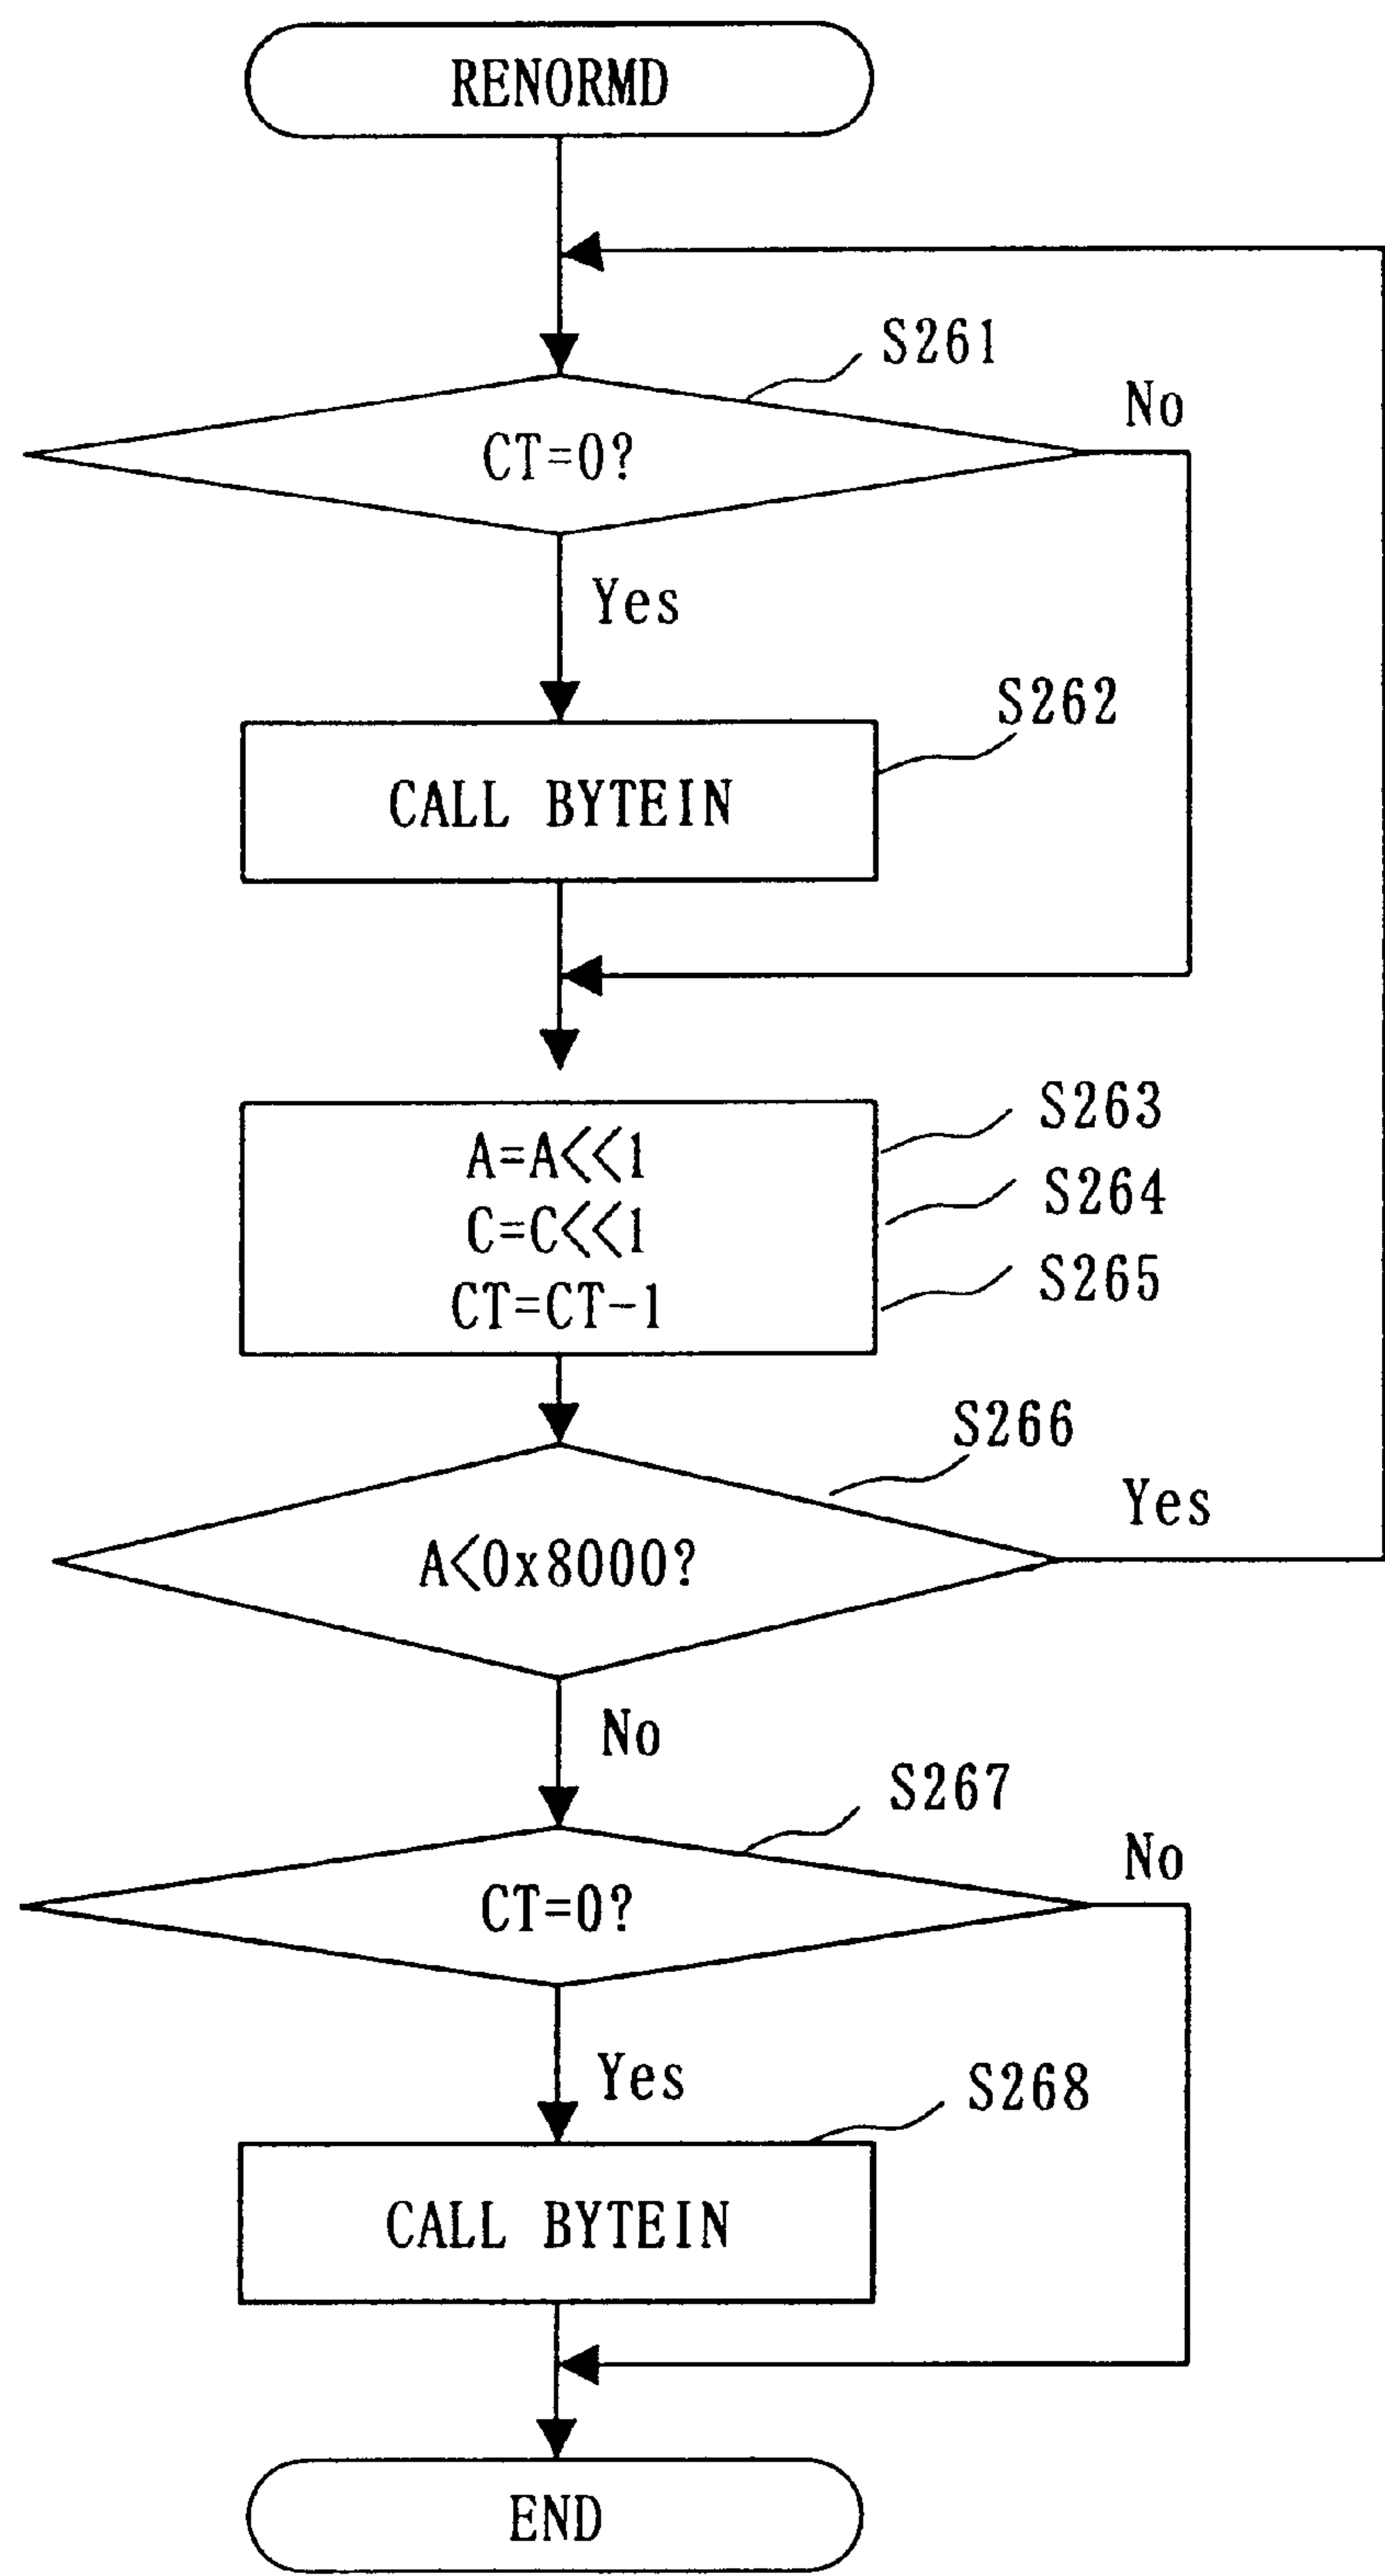 RENORMD
S261
No
CT=0?
Yes
S262
CALL BYTEIN
S263
A=A<<1
S264
C=C<<1
S265
CT=CT-1
S266
Yes
A<0x8000?
No
S267
No
CT=0?
Yes
S268
CALL BYTEIN
END